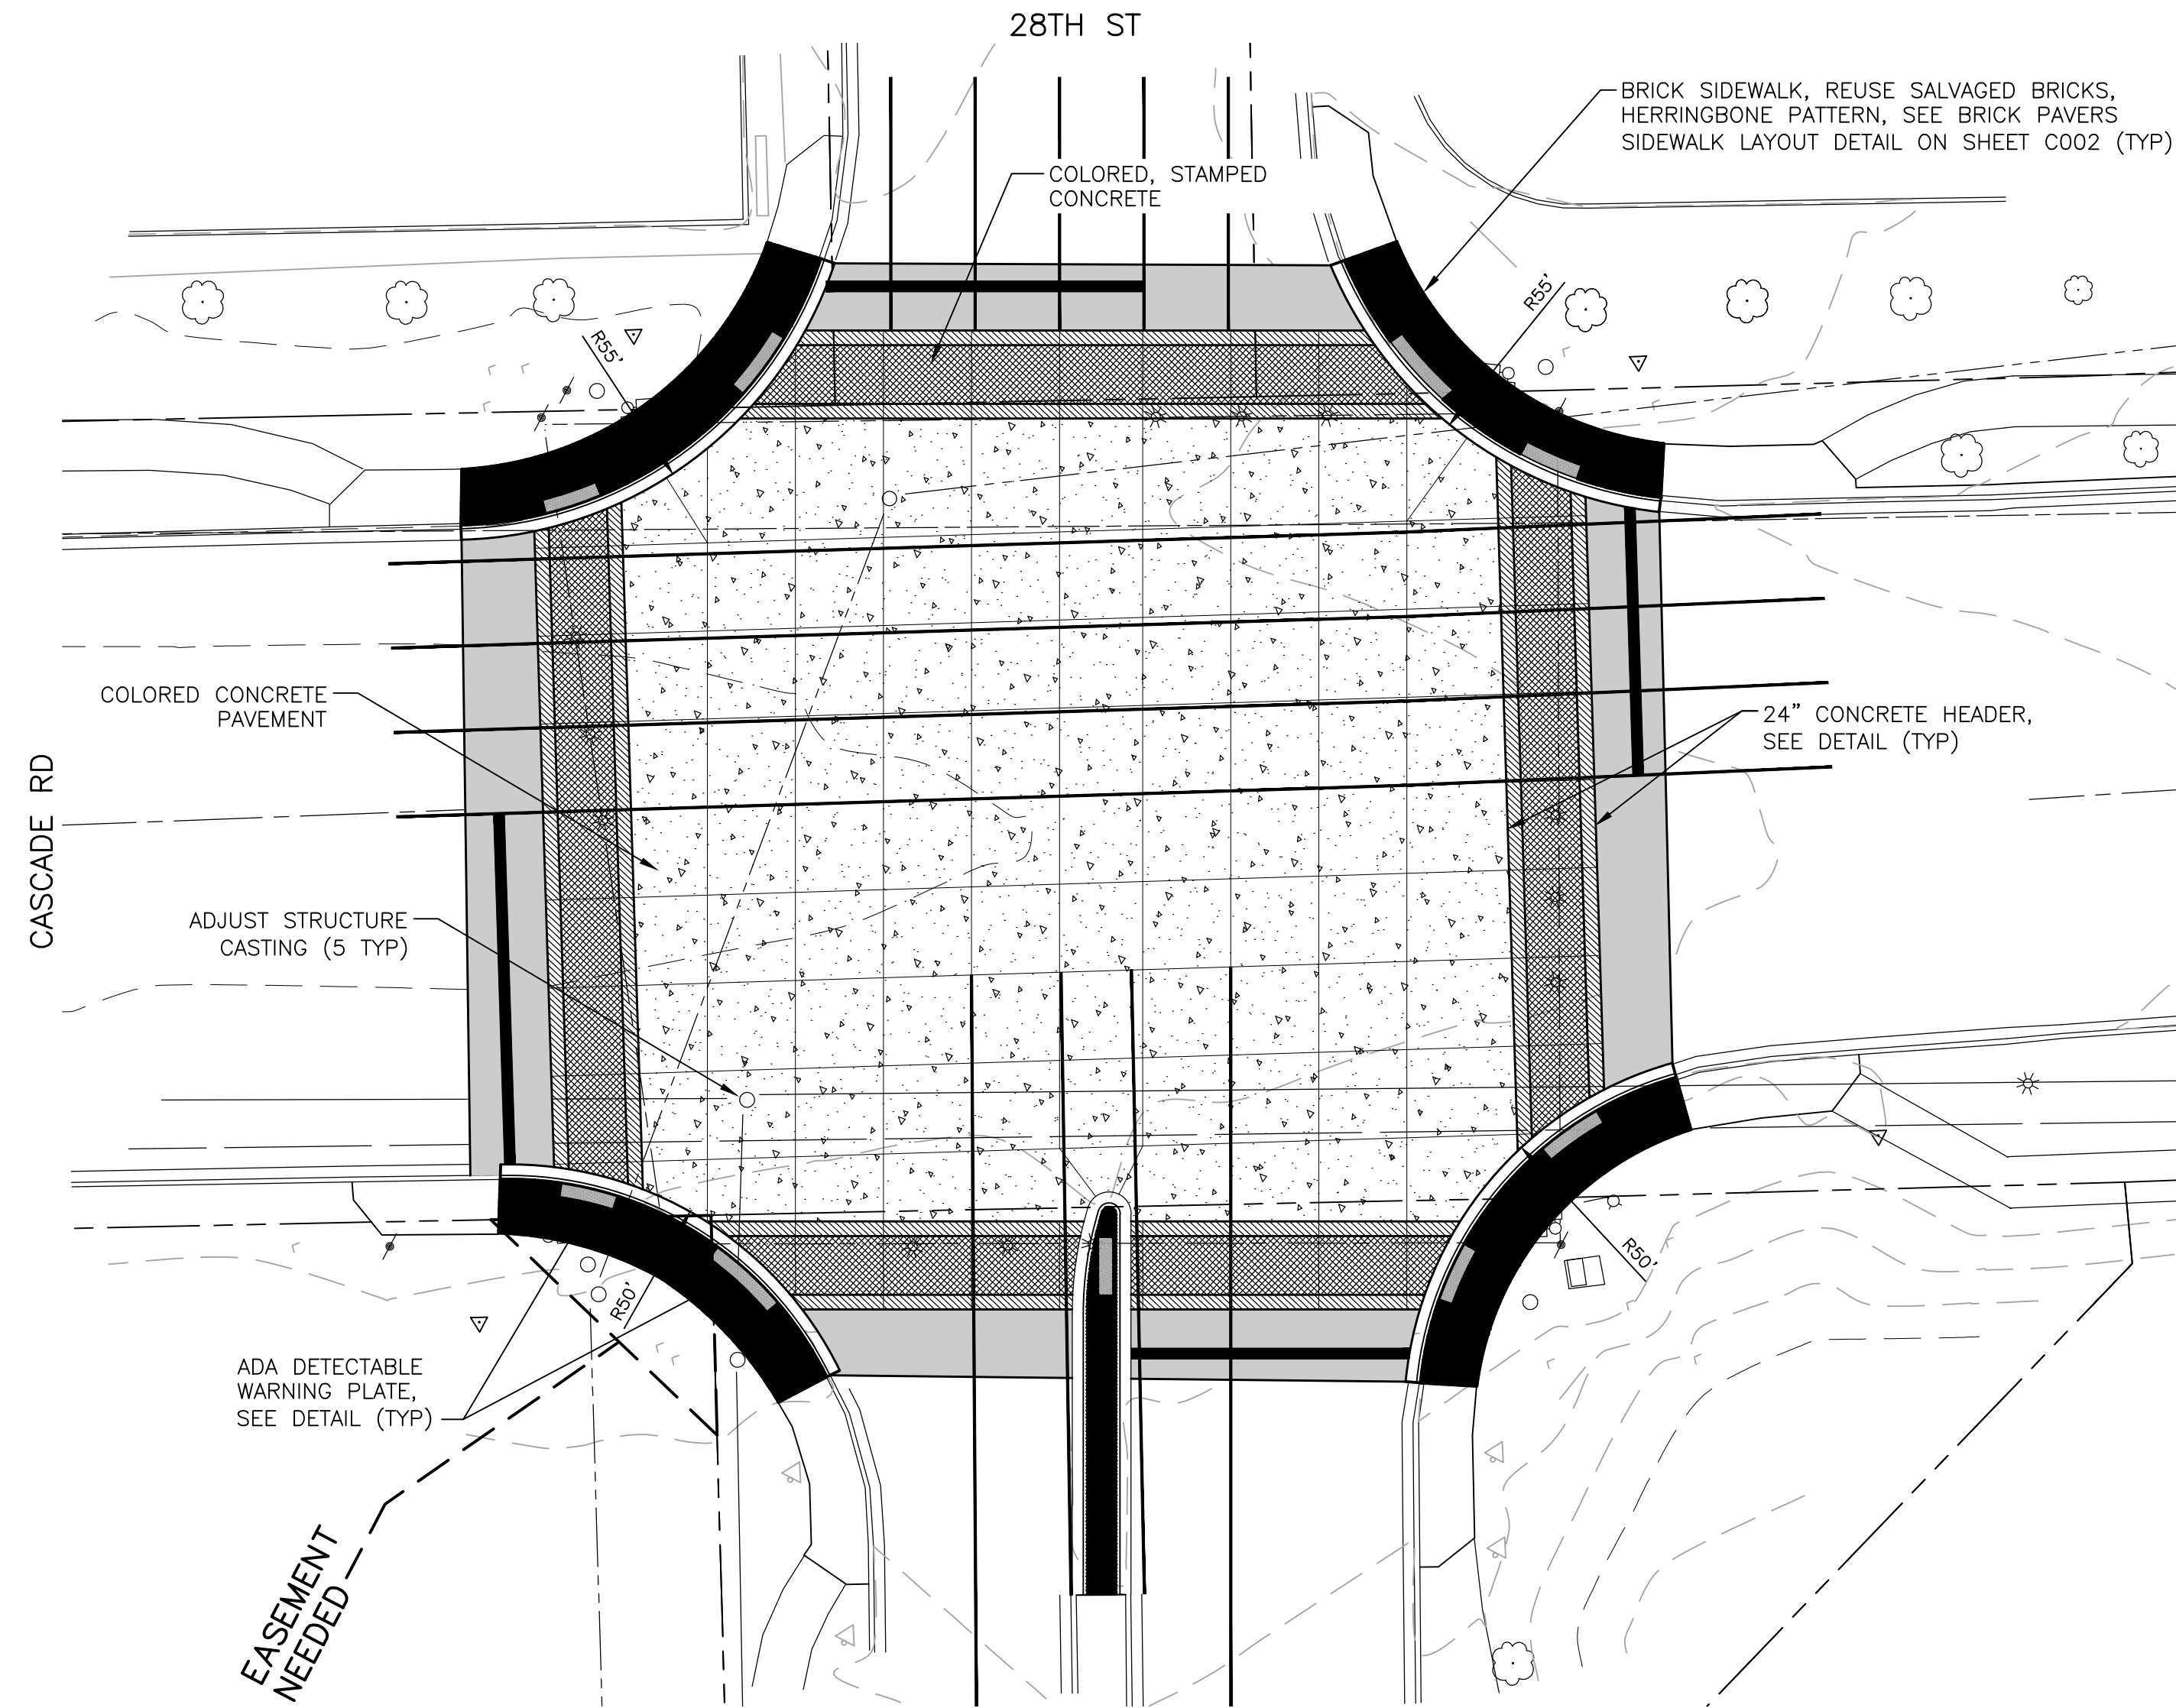 28TH ST
BRICK SIDEWALK, REUSE SALVAGED BRICKS,
HERRINGBONE PATTERN, SEE BRICK PAVERS
SIDEWALK LAYOUT DETAIL ON SHEET C002 (TYP)
COLORED, STAMPED
CONCRETE
R55'
R55'
COLORED CONCRETE
PAVEMENT
24" CONCRETE HEADER,
SEE DETAIL (TYP)
CASCADE RD
ADJUST STRUCTURE
CASTING (5 TYP)
R50'
R50'
ADA DETECTABLE
WARNING PLATE,
SEE DETAIL (TYP)
EASEMENT
NEEDED